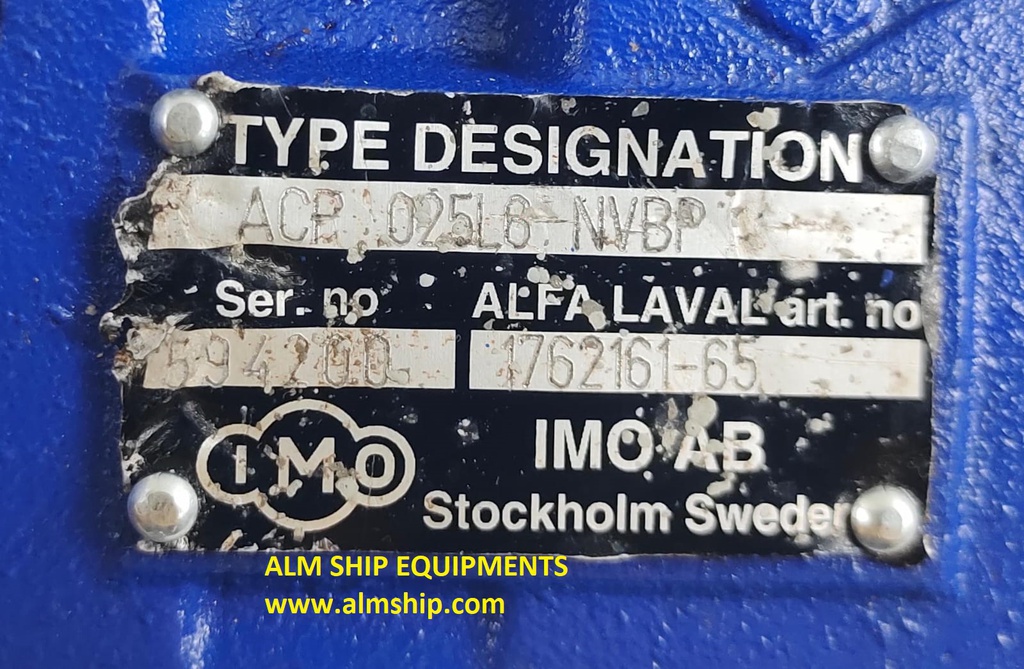 TYPE DESIGNATION
ACP 025L6 NVBP
Ser. no ALFA LAVAL art. no
594200 1762161-65
IMO IMO AB
Stockholm Sweden
ALM SHIP EQUIPMENTS
www.almship.com